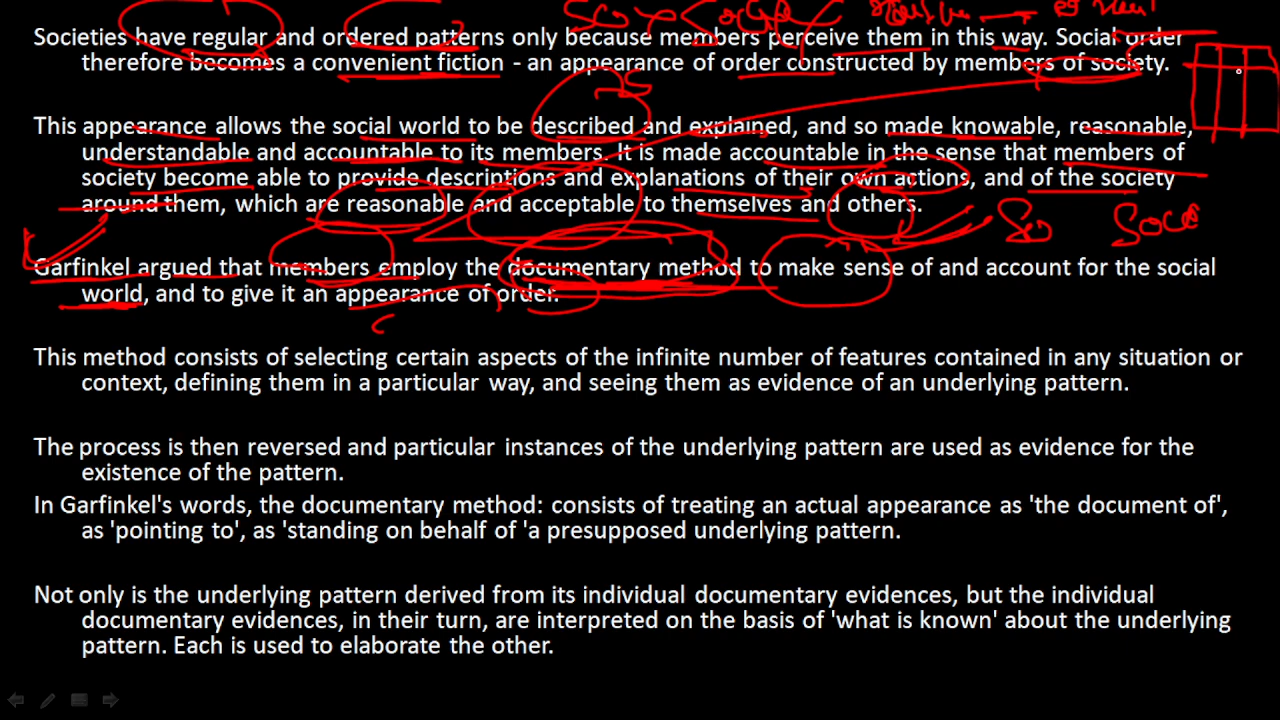 Societies have regular and ordered patterns only because members perceive them in this way. Social order
therefore becomes a convenient fiction - an appearance of order constructed by members of society.
This appearance allows the social world to be described and explained, and so made knowable, reasonable,
understandable and accountable to its members. It is made accountable in the sense that members of
society become able to provide descriptions and explanations of their own actions, and of the society
around them, which are reasonable and acceptable to themselves and others.
Garfinkel argued that members employ the documentary method to make sense of and account for the social
world, and to give it an appearance of order.
This method consists of selecting certain aspects of the infinite number of features contained in any situation or
context, defining them in a particular way, and seeing them as evidence of an underlying pattern.
The process is then reversed and particular instances of the underlying pattern are used as evidence for the
existence of the pattern.
In Garfinkel's words, the documentary method: consists of treating an actual appearance as 'the document of',
as 'pointing to', as 'standing on behalf of 'a presupposed underlying pattern.
Not only is the underlying pattern derived from its individual documentary evidences, but the individual
documentary evidences, in their turn, are interpreted on the basis of 'what is known' about the underlying
pattern. Each is used to elaborate the other.